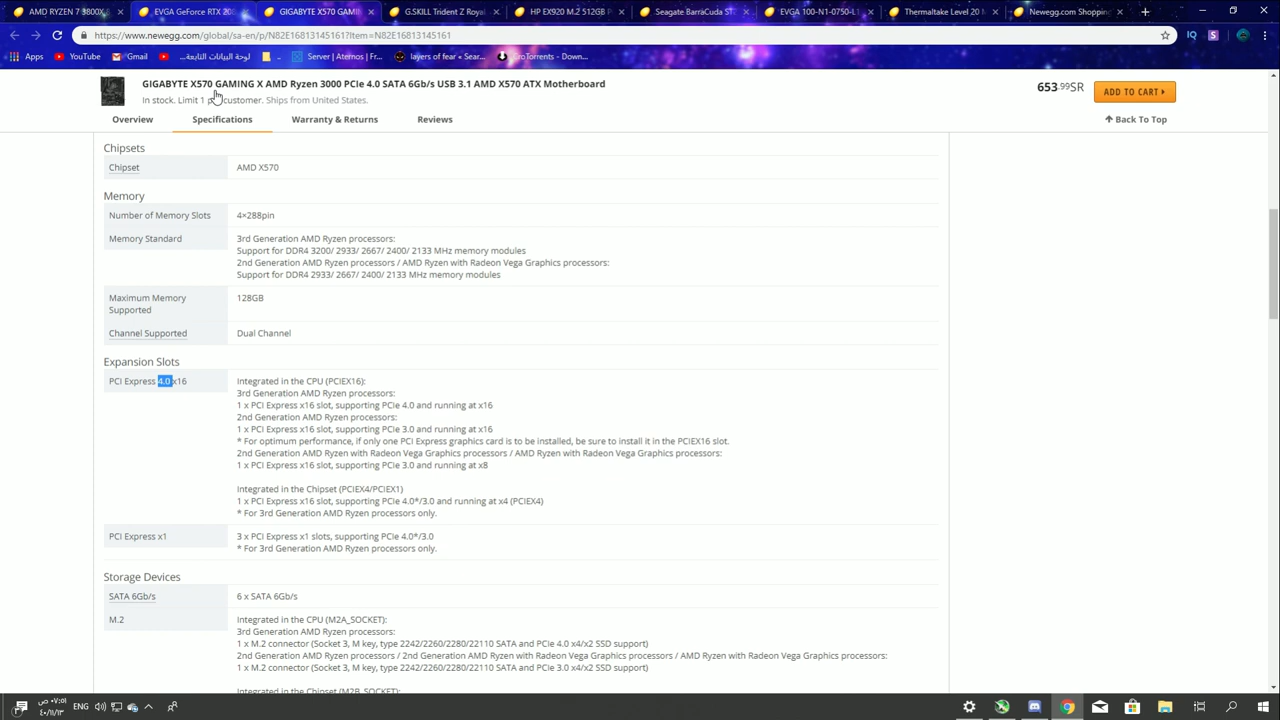 AMD RYZEN 7 3800X 8
EVGA GeForce RTX 20
GIGABYTE X570 GAMI
G.SKILL Trident Z Royal
HP EX920 M.2 512GB P
Seagate BarraCuda ST
EVGA 100-N1-0750-L1
Thermaltake Level 20 M
Newegg.com Shoppin
https://www.newegg.com/global/sa-en/p/N82E16813145161?Item=N82E16813145161
Apps
YouTube
Gmail
لوحة البيانات التابعة...
Server | Aternos | Fr...
layers of fear « Sear...
CroTorrents - Down...
GIGABYTE X570 GAMING X AMD Ryzen 3000 PCIe 4.0 SATA 6Gb/s USB 3.1 AMD X570 ATX Motherboard
In stock. Limit 1 customer. Ships from United States.
653.99SR
ADD TO CART
Overview
Specifications
Warranty & Returns
Reviews
Back To Top
Chipsets
Chipset
AMD X570
Memory
Number of Memory Slots
4×288pin
Memory Standard
3rd Generation AMD Ryzen processors:
Support for DDR4 3200/ 2933/ 2667/ 2400/ 2133 MHz memory modules
2nd Generation AMD Ryzen processors / AMD Ryzen with Radeon Vega Graphics processors:
Support for DDR4 2933/ 2667/ 2400/ 2133 MHz memory modules
Maximum Memory
Supported
128GB
Channel Supported
Dual Channel
Expansion Slots
PCI Express 4.0 x16
Integrated in the CPU (PCIEX16):
3rd Generation AMD Ryzen processors:
1 x PCI Express x16 slot, supporting PCIe 4.0 and running at x16
2nd Generation AMD Ryzen processors:
1 x PCI Express x16 slot, supporting PCIe 3.0 and running at x16
* For optimum performance, if only one PCI Express graphics card is to be installed, be sure to install it in the PCIEX16 slot.
2nd Generation AMD Ryzen with Radeon Vega Graphics processors / AMD Ryzen with Radeon Vega Graphics processors:
1 x PCI Express x16 slot, supporting PCIe 3.0 and running at x8
Integrated in the Chipset (PCIEX4/PCIEX1)
1 x PCI Express x16 slot, supporting PCIe 4.0*/3.0 and running at x4 (PCIEX4)
* For 3rd Generation AMD Ryzen processors only.
PCI Express x1
3 x PCI Express x1 slots, supporting PCIe 4.0*/3.0
* For 3rd Generation AMD Ryzen processors only.
Storage Devices
SATA 6Gb/s
6 x SATA 6Gb/s
M.2
Integrated in the CPU (M2A_SOCKET):
3rd Generation AMD Ryzen processors:
1 x M.2 connector (Socket 3, M key, type 2242/2260/2280/22110 SATA and PCIe 4.0 x4/x2 SSD support)
2nd Generation AMD Ryzen processors / 2nd Generation AMD Ryzen with Radeon Vega Graphics processors / AMD Ryzen with Radeon Vega Graphics processors:
1 x M.2 connector (Socket 3, M key, type 2242/2260/2280/22110 SATA and PCIe 3.0 x4/x2 SSD support)
Integrated in the Chipset (M2B_SOCKET):
ENG